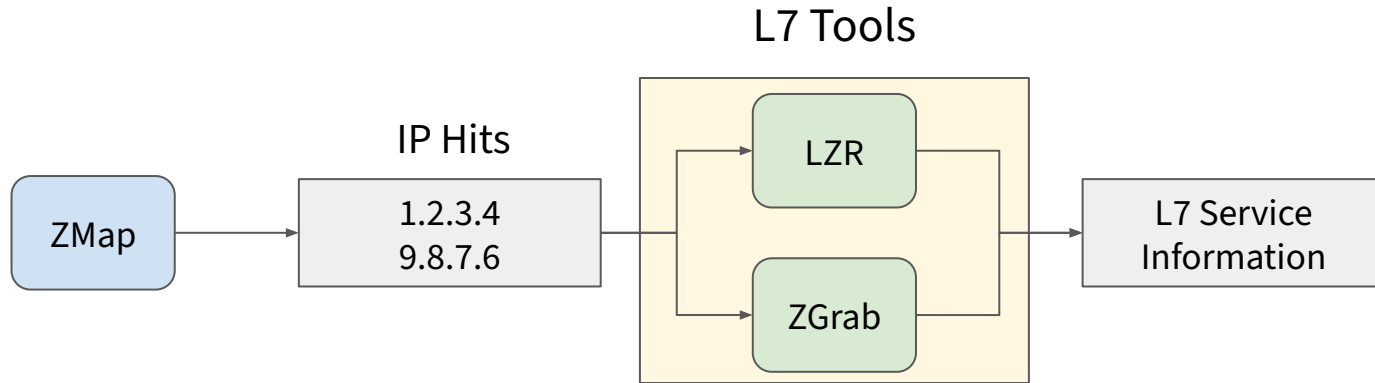 L7 Tools
IP Hits
ZMap
1.2.3.4
9.8.7.6
LZR
ZGrab
L7 Service
Information